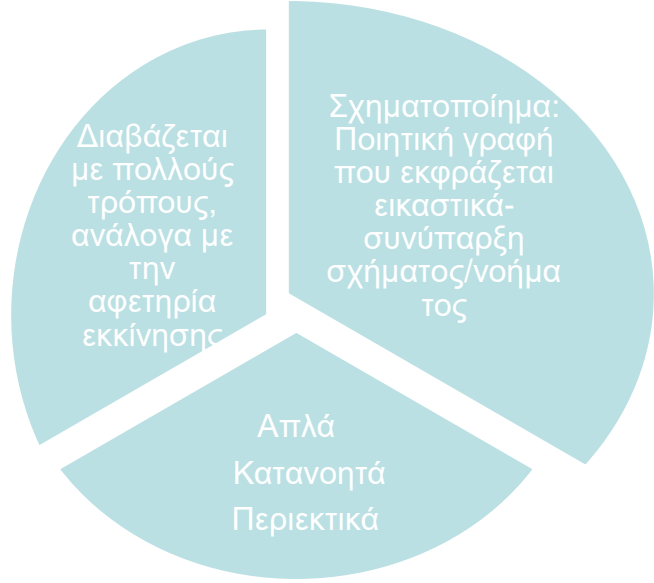 Σχηματοποίημα:
Ποιητική γραφή
που εκφράζεται
εικαστικά-
συνύπαρξη
σχήματος/νοήμα
τος
Απλά
Κατανοητά
Περιεκτικά
Διαβάζεται
με πολλούς
τρόπους,
ανάλογα με
την
αφετηρία
εκκίνησης